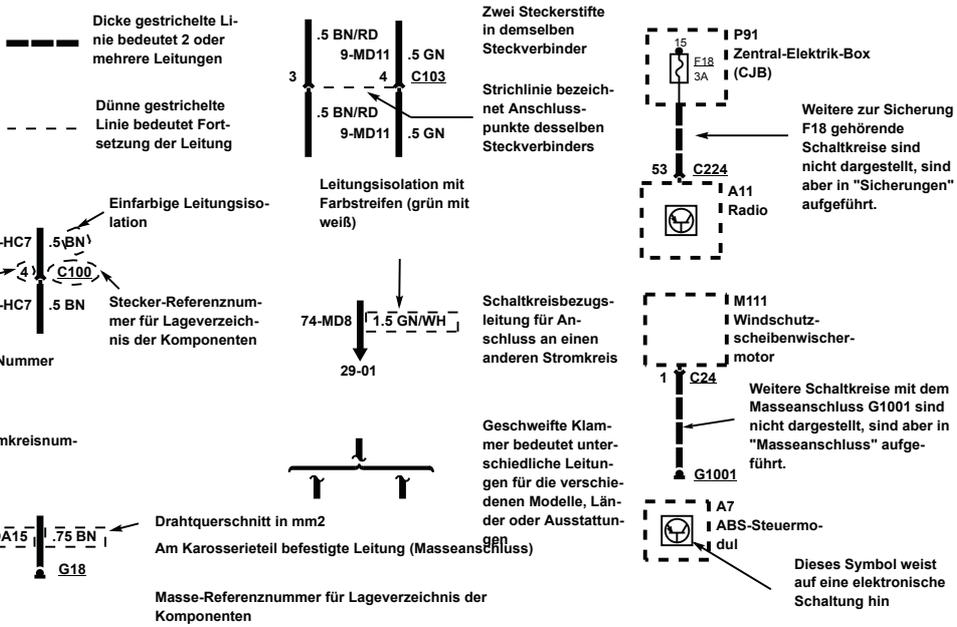 Dicke gestrichelte Li-
nie bedeutet 2 oder
mehrere Leitungen
Dünne gestrichelte
Linie bedeutet Fort-
setzung der Leitung
Einfarbige Leitungsiso-
lation
-HC7 .5 BN
4 C100
-HC7 .5 BN
Stecker-Referenznum-
mer für Lageverzeich-
nis der Komponenten
Nummer
mkreisnum-
A15 .75 BN
G18
Drahtquerschnitt in mm2
Am Karosserieteil befestigte Leitung (Masseanschluss)
Masse-Referenznummer für Lageverzeichnis der
Komponenten
.5 BN/RD
9-MD11 .5 GN
3 4 C103
.5 BN/RD
9-MD11 .5 GN
Leitungsisolation mit
Farbstreifen (grün mit
weiß)
74-MD8 1.5 GN/WH
29-01
Zwei Steckerstifte
in demselben
Steckverbinder
Strichlinie bezeich-
net Anschluss-
punkte desselben
Steckverbinders
Schaltkreisbezugs-
leitung für An-
schluss an einen
anderen Stromkreis
Geschweifte Klam-
mer bedeutet unter-
schiedliche Leitun-
gen für die verschie-
denen Modelle, Län-
der oder Ausstattun-
gen
15
F18
3A
P91
Zentral-Elektrik-Box
(CJB)
Weitere zur Sicherung
F18 gehörende
Schaltkreise sind
nicht dargestellt, sind
aber in "Sicherungen"
aufgeführt.
53 C224
A11
Radio
M111
Windschutz-
scheibenwischer-
motor
1 C24
Weitere Schaltkreise mit dem
Masseanschluss G1001 sind
nicht dargestellt, sind aber in
"Masseanschluss" aufge-
führt.
G1001
A7
ABS-Steuermo-
dul
Dieses Symbol weist
auf eine elektronische
Schaltung hin